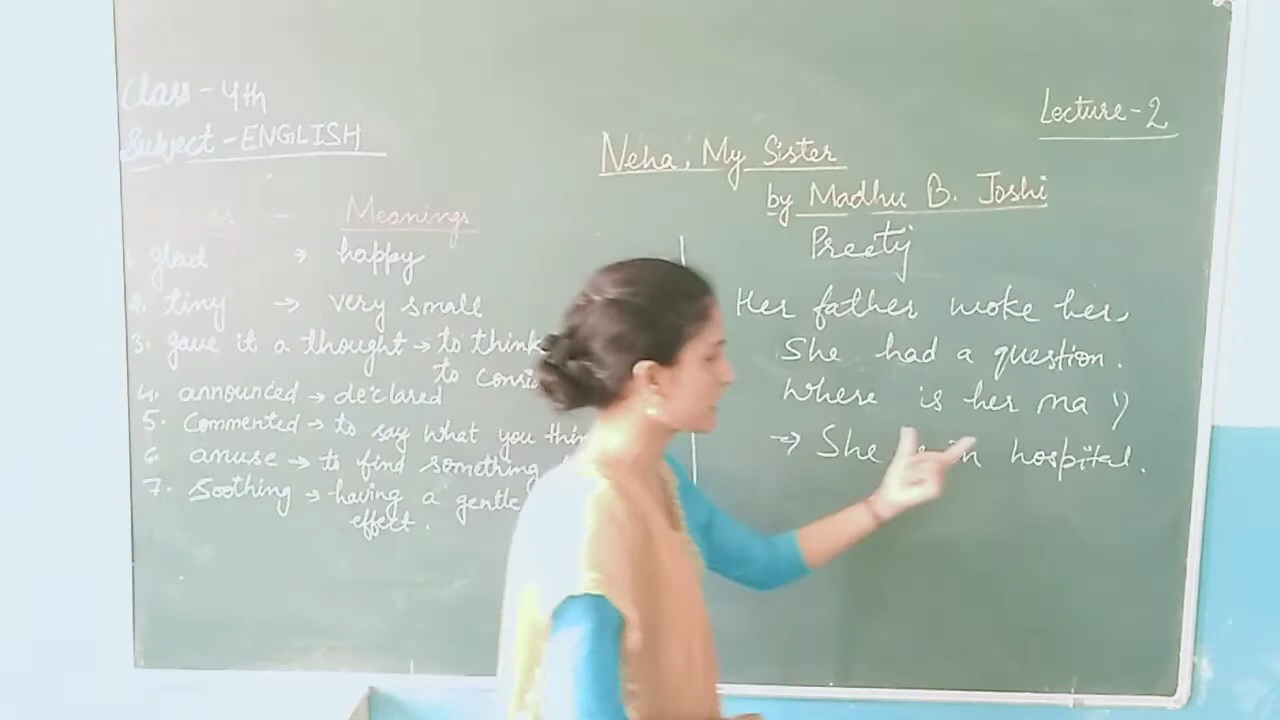 Class - 4th
Subject - ENGLISH
Lecture - 2
Neha, My Sister
by Madhu B. Joshi
Words - Meanings
1. glad → happy
2. tiny → very small
3. gave it a thought → to think
to
4. announced → declared
5. Commented → to say what you
6. amuse → to find something
7. Soothing → having a gentle
effect.
Preeti
Her father woke her.
She had a question.
Where is her ma ?
→ She in hospital.